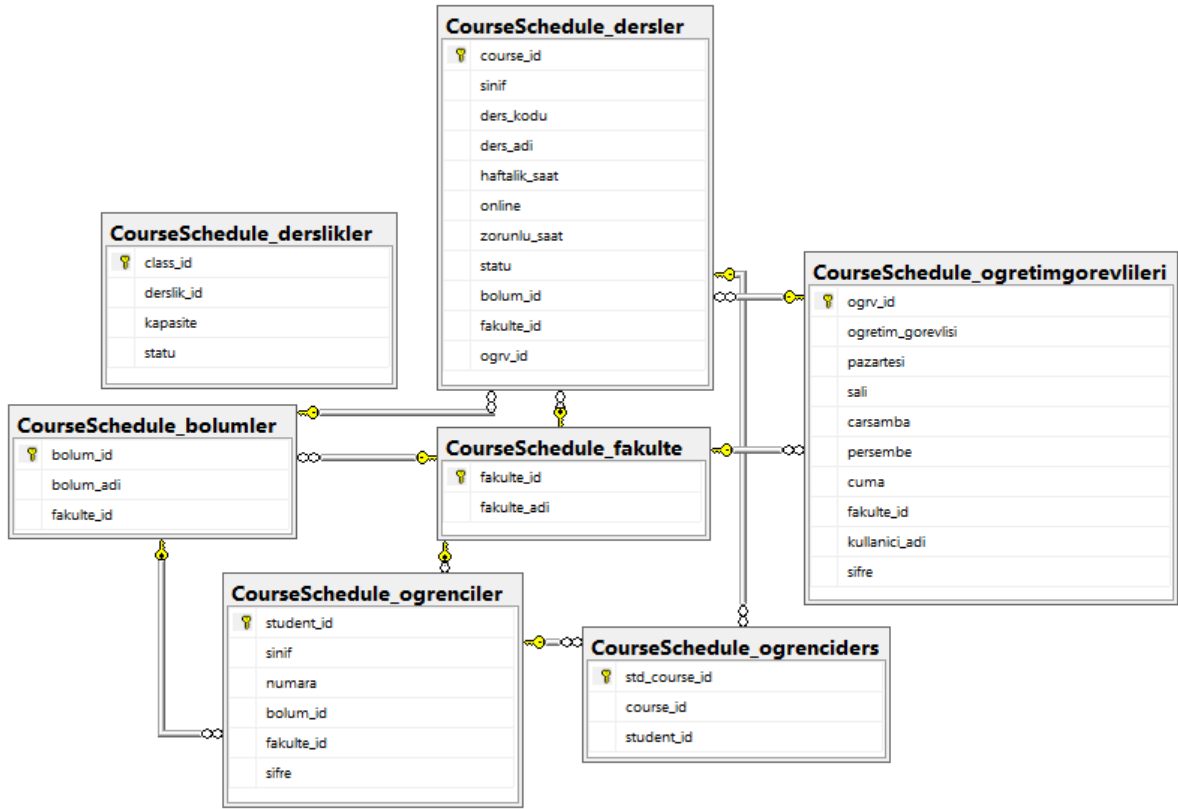 CourseSchedule_dersler
course_id
sinif
ders_kodu
ders_adi
haftalik_saat
online
zorunlu_saat
statu
bolum_id
fakulte_id
ogrv_id
CourseSchedule_derslikler
class_id
derslik_id
kapasite
statu
CourseSchedule_ogretimgorevlileri
ogrv_id
ogretim_gorevlisi
pazartesi
sali
carsamba
persembe
cuma
fakulte_id
kullanici_adi
sifre
CourseSchedule_bolumler
bolum_id
bolum_adi
fakulte_id
CourseSchedule_fakulte
fakulte_id
fakulte_adi
CourseSchedule_ogrenciler
student_id
sinif
numara
bolum_id
fakulte_id
sifre
CourseSchedule_ogrenciders
std_course_id
course_id
student_id